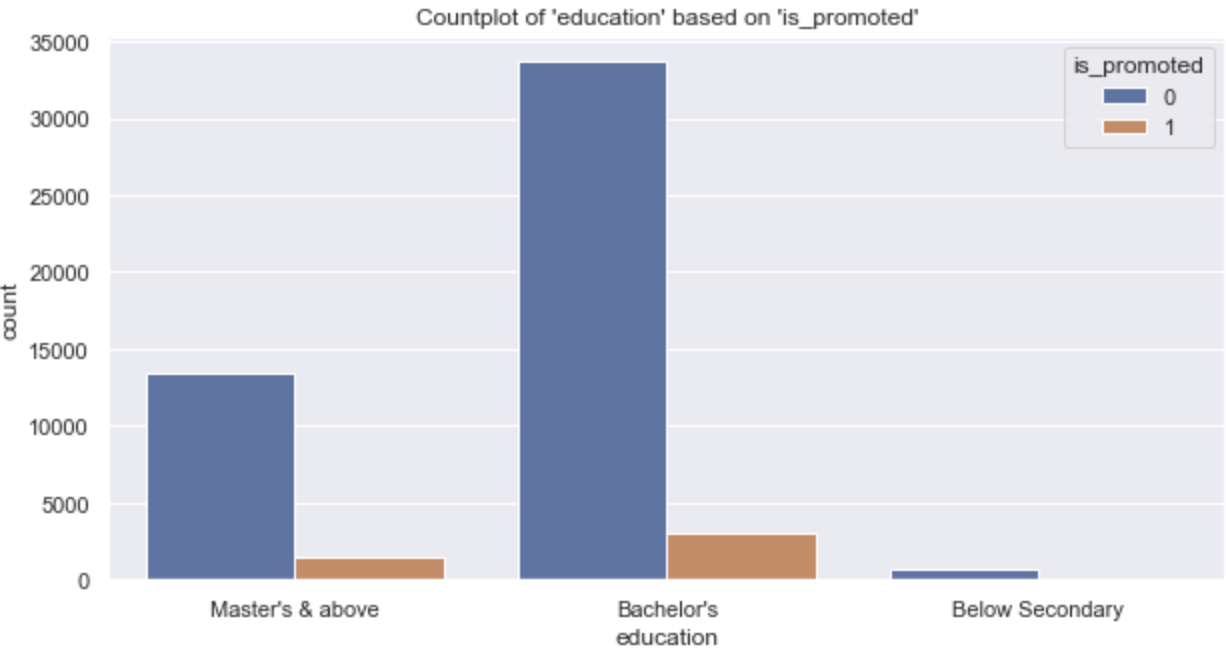 Countplot of 'education' based on 'is_promoted'
35000
30000
25000
20000
15000
10000
5000
0
count
is_promoted
0
1
Master's & above
Bachelor's
Below Secondary
education